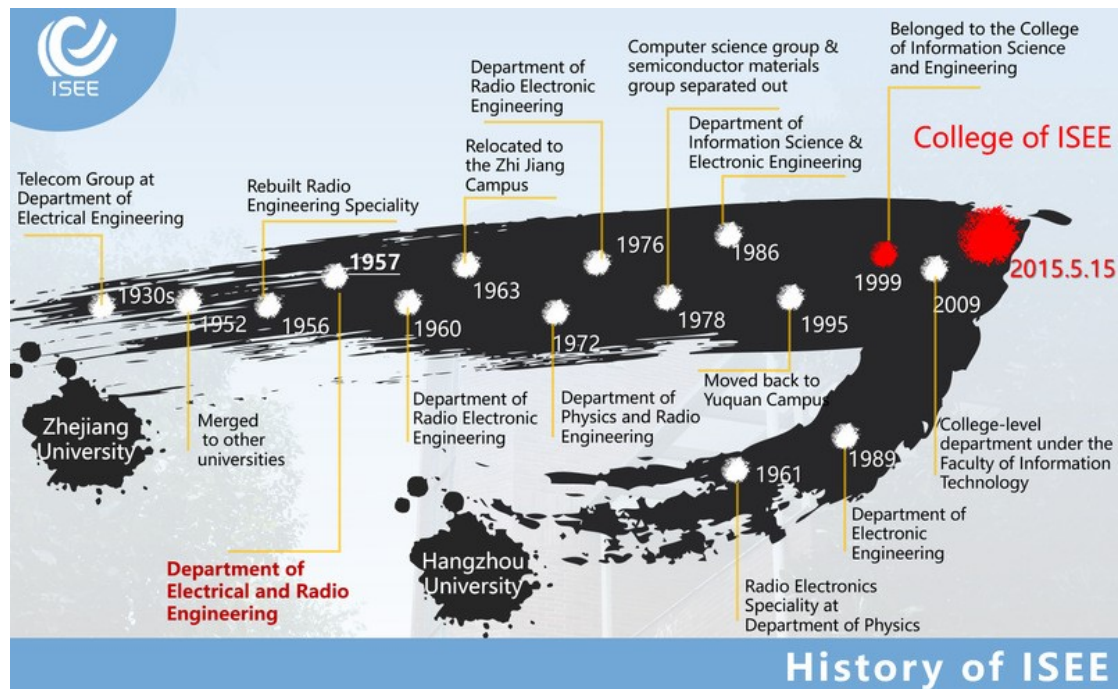 ISEE
Telecom Group at
Department of
Electrical Engineering
1930s
Merged
to other
universities
1952
Rebuilt Radio
Engineering Speciality
1956
1957
Department of
Electrical and Radio
Engineering
1960
Department of
Radio Electronic
Engineering
Relocated to
the Zhi Jiang
Campus
1963
1972
Department of
Physics and Radio
Engineering
Department of
Radio Electronic
Engineering
1976
Computer science group &
semiconductor materials
group separated out
1978
Department of
Information Science &
Electronic Engineering
1986
1995
Moved back to
Yuquan Campus
Belonged to the College
of Information Science
and Engineering
1999
2009
College-level
department under the
Faculty of Information
Technology
College of ISEE
2015.5.15
Zhejiang
University
Hangzhou
University
1961
Radio Electronics
Speciality at
Department of Physics
1989
Department of
Electronic
Engineering
History of ISEE